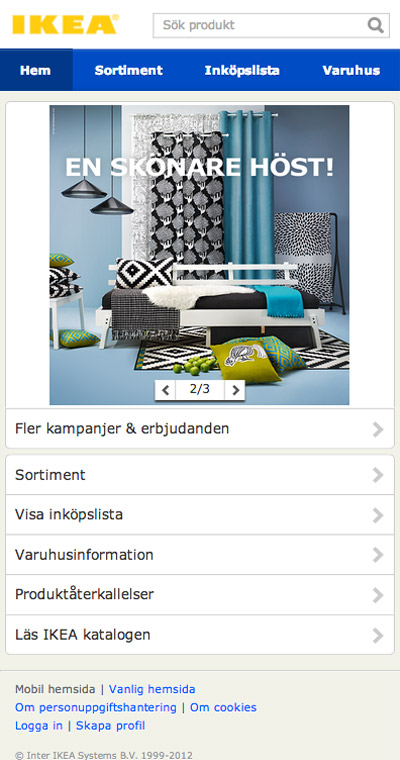 IKEA®
Sök produkt
Hem Sortiment Inköpslista Varuhus
EN SKÖNARE HÖST!
2/3
Fler kampanjer & erbjudanden
Sortiment
Visa inköpslista
Varuhusinformation
Produktåterkallelser
Läs IKEA katalogen
Mobil hemsida | Vanlig hemsida
Om personuppgiftshantering | Om cookies
Logga in | Skapa profil
© Inter IKEA Systems B.V. 1999-2012